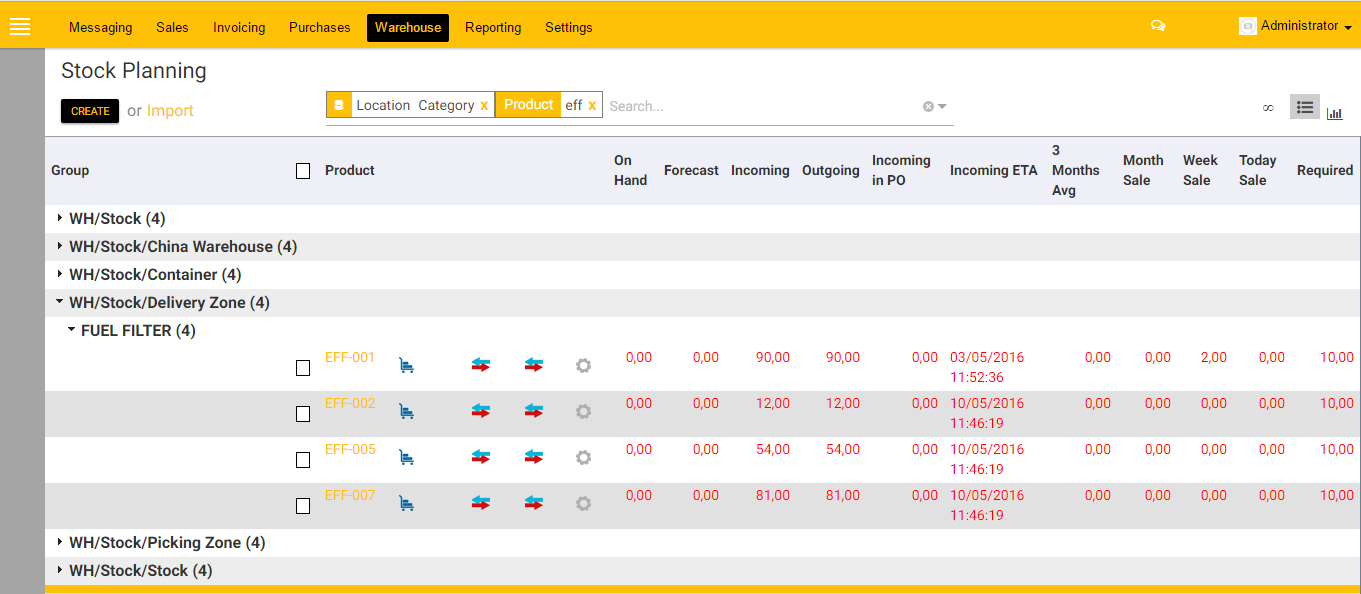 Messaging Sales Invoicing Purchases Warehouse Reporting Settings Administrator
Stock Planning
CREATE or Import Location Category x Product eff x Search...
Group Product On Hand Forecast Incoming Outgoing Incoming in PO Incoming ETA 3 Months Avg Month Sale Week Sale Today Sale Required
WH/Stock (4)
WH/Stock/China Warehouse (4)
WH/Stock/Container (4)
WH/Stock/Delivery Zone (4)
FUEL FILTER (4)
EFF-001 0,00 0,00 90,00 90,00 0,00 03/05/2016 0,00 0,00 2,00 0,00 10,00
11:52:36
EFF-002 0,00 0,00 12,00 12,00 0,00 10/05/2016 0,00 0,00 0,00 0,00 10,00
11:46:19
EFF-005 0,00 0,00 54,00 54,00 0,00 10/05/2016 0,00 0,00 0,00 0,00 10,00
11:46:19
EFF-007 0,00 0,00 81,00 81,00 0,00 10/05/2016 0,00 0,00 0,00 0,00 10,00
11:46:19
WH/Stock/Picking Zone (4)
WH/Stock/Stock (4)